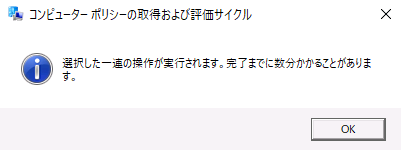 コンピューター ポリシーの取得および評価サイクル
選択した一連の操作が実行されます。完了までに数分かかることがありま
す。
OK